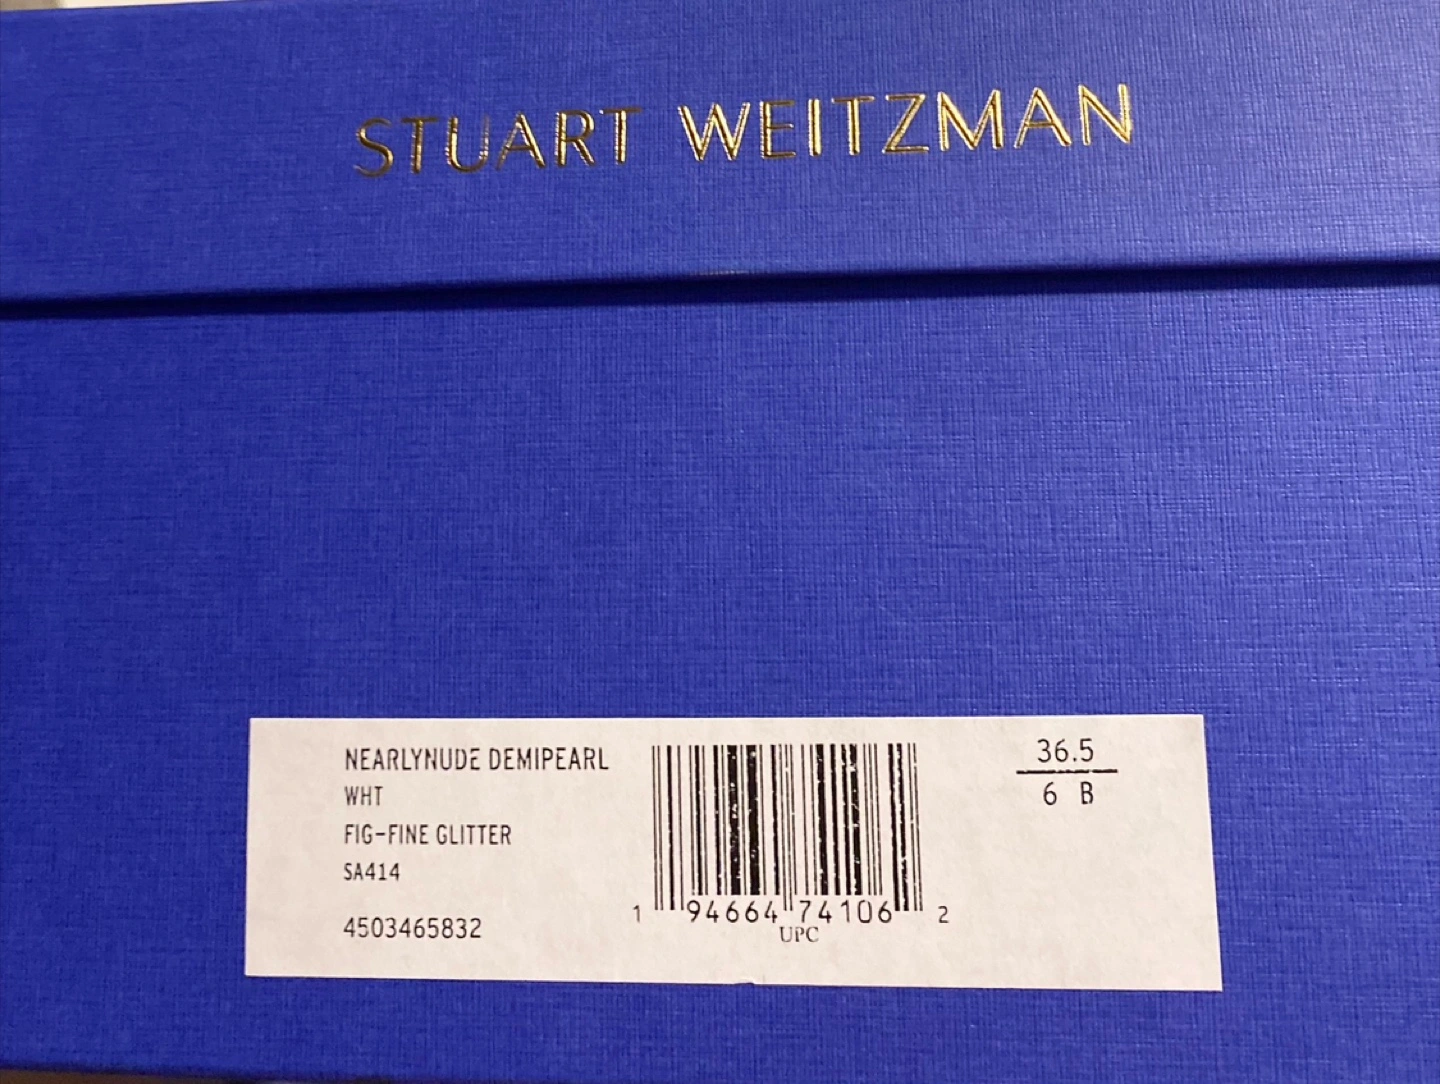 STUART WEITZMAN
NEARLYNUDE DEMIPEARL
WHT
FIG-FINE GLITTER
SA414
4503465832
1 94664 74106 2
UPC
36.5
6 B